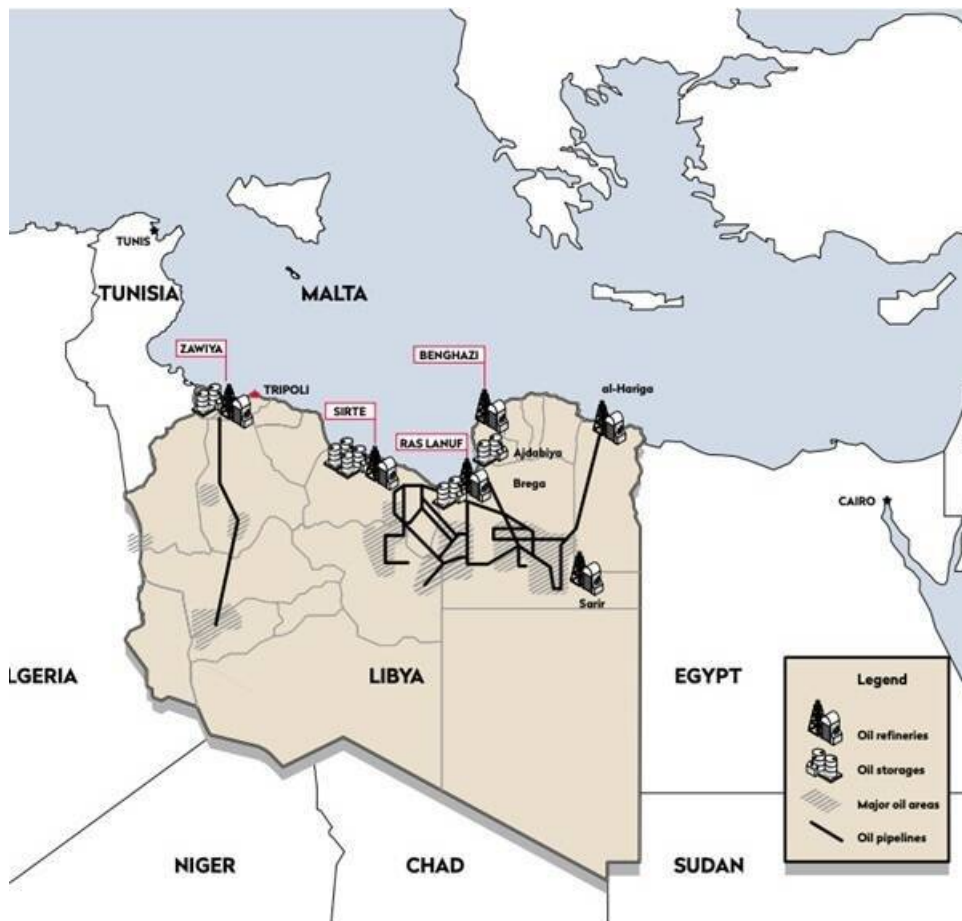 TUNIS
TUNISIA
MALTA
ZAWIYA
TRIPOLI
BENGHAZI
al-Hariga
SIRTE
RAS LANUF
Ajdabiya
Brega
CAIRO
Sarir
LGERIA
LIBYA
EGYPT
Legend
Oil refineries
Oil storages
Major oil areas
Oil pipelines
NIGER
CHAD
SUDAN